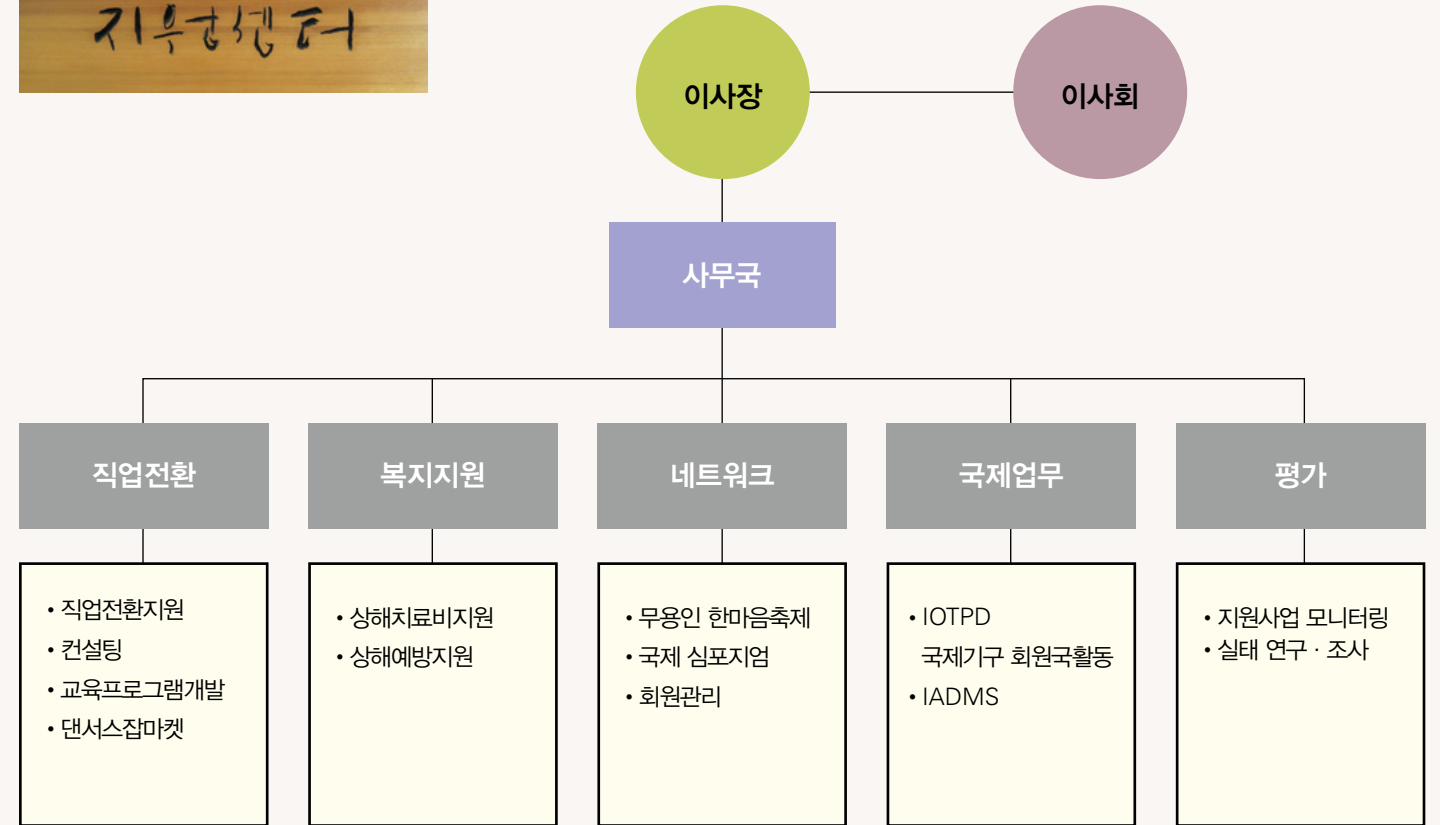 지원센터
이사장
이사회
사무국
직업전환
복지지원
네트워크
국제업무
평가
• 직업전환지원
• 컨설팅
• 교육프로그램개발
• 댄서스잡마켓
• 상해치료비지원
• 상해예방지원
• 무용인 한마음축제
• 국제 심포지엄
• 회원관리
• IOTPD
국제기구 회원국활동
• IADMS
• 지원사업 모니터링
• 실태 연구 · 조사